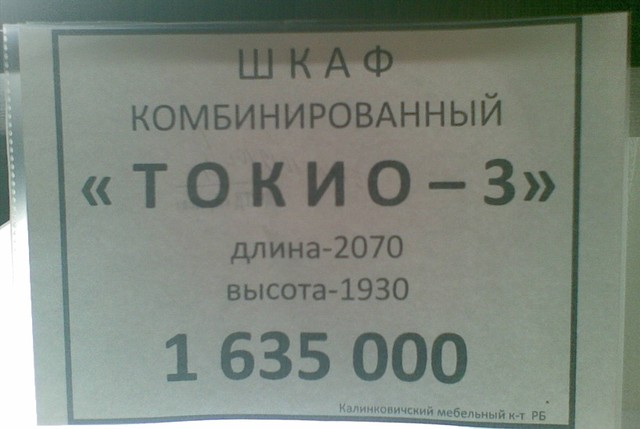 ШКАФ
КОМБИНИРОВАННЫЙ
«ТОКИО–3»
длина-2070
высота-1930
1 635 000
Калинковичский мебельный к-т РБ